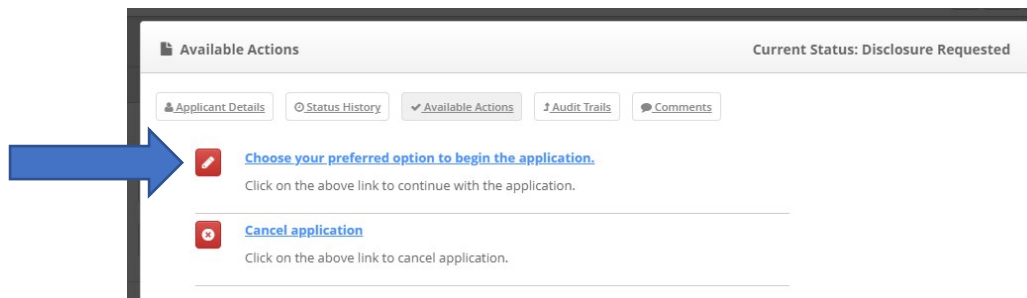 Available Actions
Current Status: Disclosure Requested
Applicant Details
Status History
Available Actions
Audit Trails
Comments
Choose your preferred option to begin the application.
Click on the above link to continue with the application.
Cancel application
Click on the above link to cancel application.